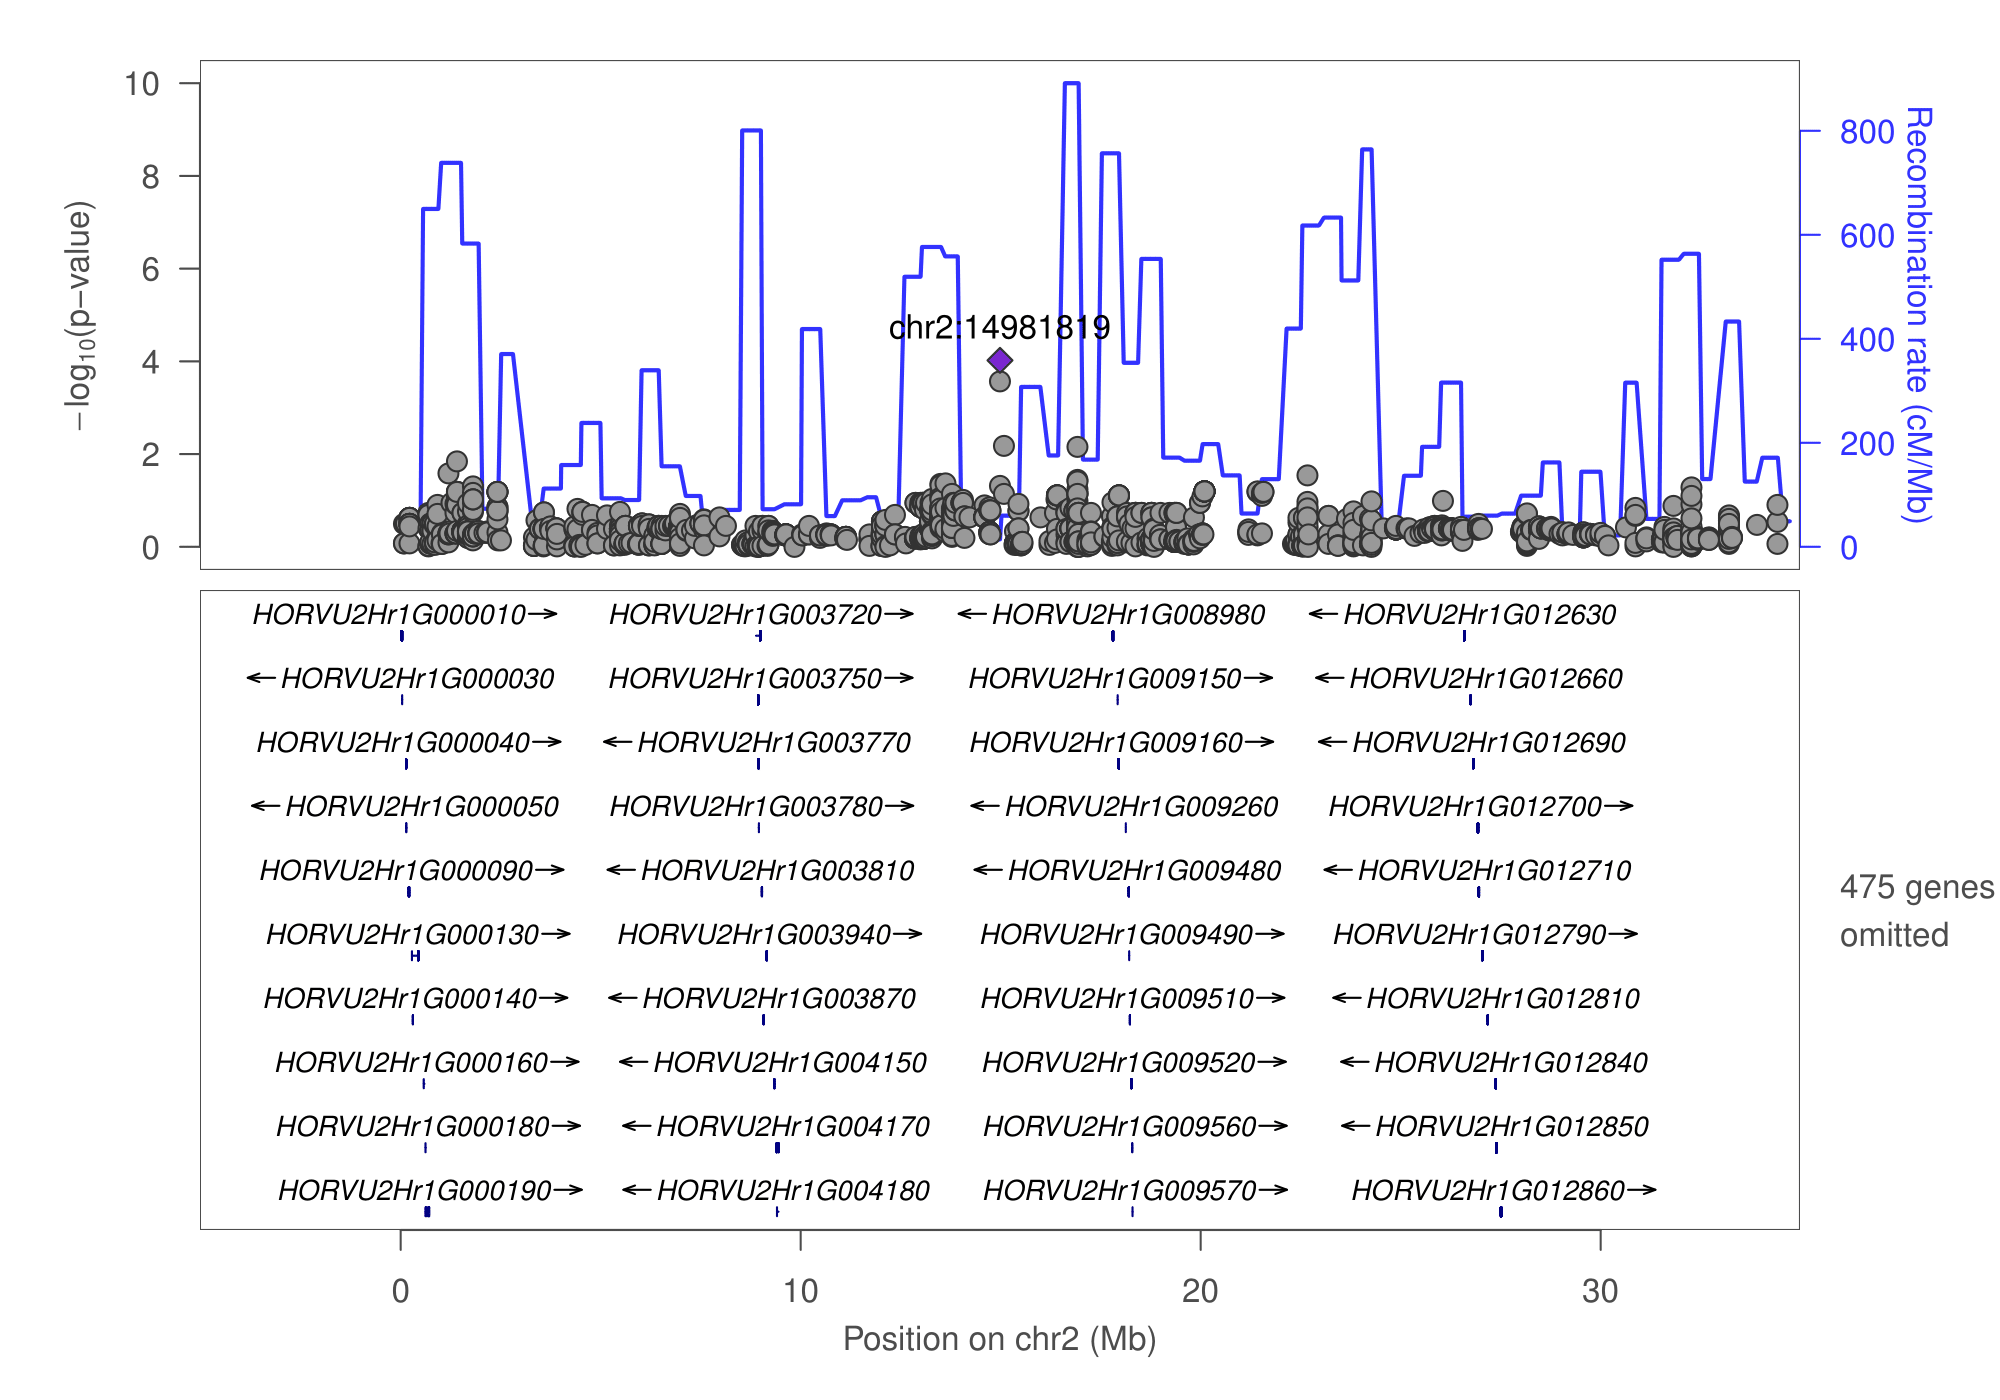 10
8
6
4
2
0
−log10(p−value)
800
600
400
200
0
Recombination rate (cM/Mb)
chr2:14981819
HORVU2Hr1G000010→ HORVU2Hr1G003720→ ←HORVU2Hr1G008980 ←HORVU2Hr1G012630
←HORVU2Hr1G000030 HORVU2Hr1G003750→ HORVU2Hr1G009150→ ←HORVU2Hr1G012660
HORVU2Hr1G000040→ ←HORVU2Hr1G003770 HORVU2Hr1G009160→ ←HORVU2Hr1G012690
←HORVU2Hr1G000050 HORVU2Hr1G003780→ ←HORVU2Hr1G009260 HORVU2Hr1G012700→
HORVU2Hr1G000090→ ←HORVU2Hr1G003810 ←HORVU2Hr1G009480 ←HORVU2Hr1G012710
HORVU2Hr1G000130→ HORVU2Hr1G003940→ HORVU2Hr1G009490→ HORVU2Hr1G012790→
HORVU2Hr1G000140→ ←HORVU2Hr1G003870 HORVU2Hr1G009510→ ←HORVU2Hr1G012810
HORVU2Hr1G000160→ ←HORVU2Hr1G004150 HORVU2Hr1G009520→ ←HORVU2Hr1G012840
HORVU2Hr1G000180→ ←HORVU2Hr1G004170 HORVU2Hr1G009560→ ←HORVU2Hr1G012850
HORVU2Hr1G000190→ ←HORVU2Hr1G004180 HORVU2Hr1G009570→ HORVU2Hr1G012860→
475 genes
omitted
0 10 20 30
Position on chr2 (Mb)